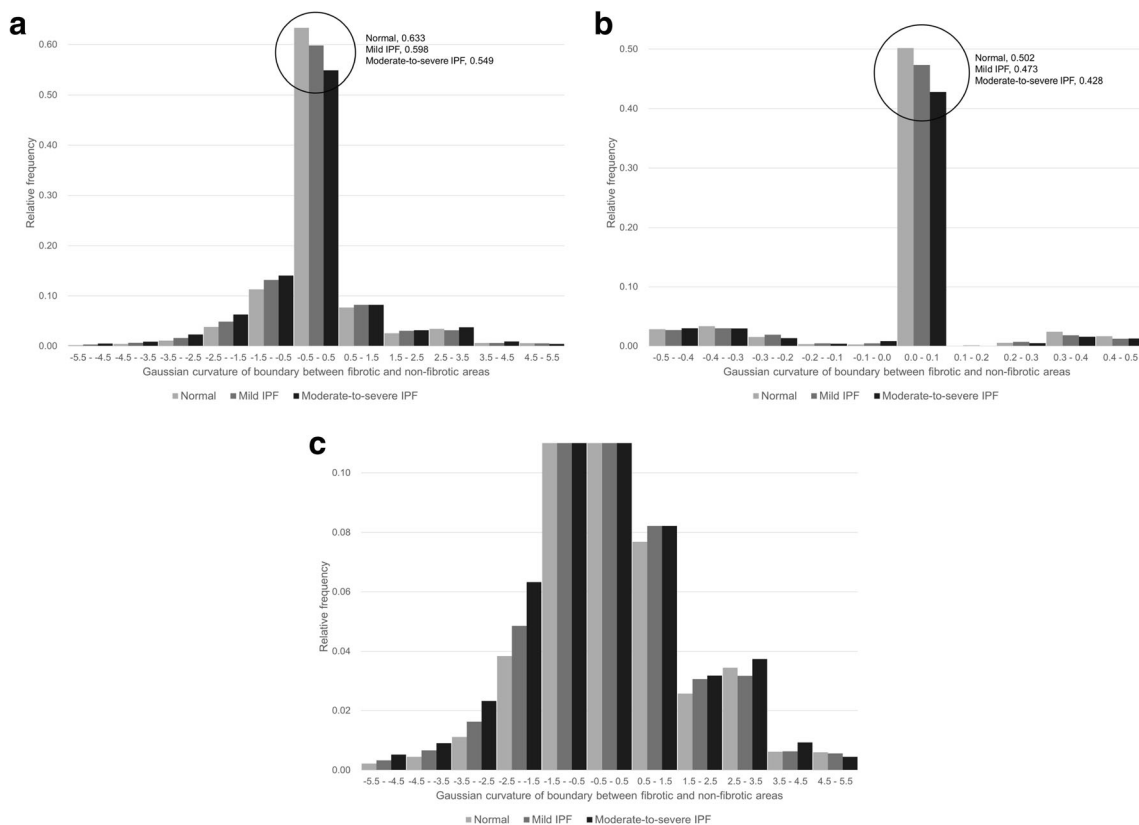 a
Normal, 0.633
Mild IPF, 0.598
Moderate-to-severe IPF, 0.549
Relative frequency
0.60
0.50
0.40
0.30
0.20
0.10
0.00
-5.5 - -4.5 -4.5 - -3.5 -3.5 - -2.5 -2.5 - -1.5 -1.5 - -0.5 -0.5 - 0.5 0.5 - 1.5 1.5 - 2.5 2.5 - 3.5 3.5 - 4.5 4.5 - 5.5
Gaussian curvature of boundary between fibrotic and non-fibrotic areas
Normal Mild IPF Moderate-to-severe IPF
b
Normal, 0.502
Mild IPF, 0.473
Moderate-to-severe IPF, 0.428
Relative frequency
0.50
0.40
0.30
0.20
0.10
0.00
-0.5 - -0.4 -0.4 - -0.3 -0.3 - -0.2 -0.2 - -0.1 -0.1 - 0.0 0.0 - 0.1 0.1 - 0.2 0.2 - 0.3 0.3 - 0.4 0.4 - 0.5
Gaussian curvature of boundary between fibrotic and non-fibrotic areas
Normal Mild IPF Moderate-to-severe IPF
c
Relative frequency
0.10
0.08
0.06
0.04
0.02
0.00
-5.5 - -4.5 -4.5 - -3.5 -3.5 - -2.5 -2.5 - -1.5 -1.5 - -0.5 -0.5 - 0.5 0.5 - 1.5 1.5 - 2.5 2.5 - 3.5 3.5 - 4.5 4.5 - 5.5
Gaussian curvature of boundary between fibrotic and non-fibrotic areas
Normal Mild IPF Moderate-to-severe IPF